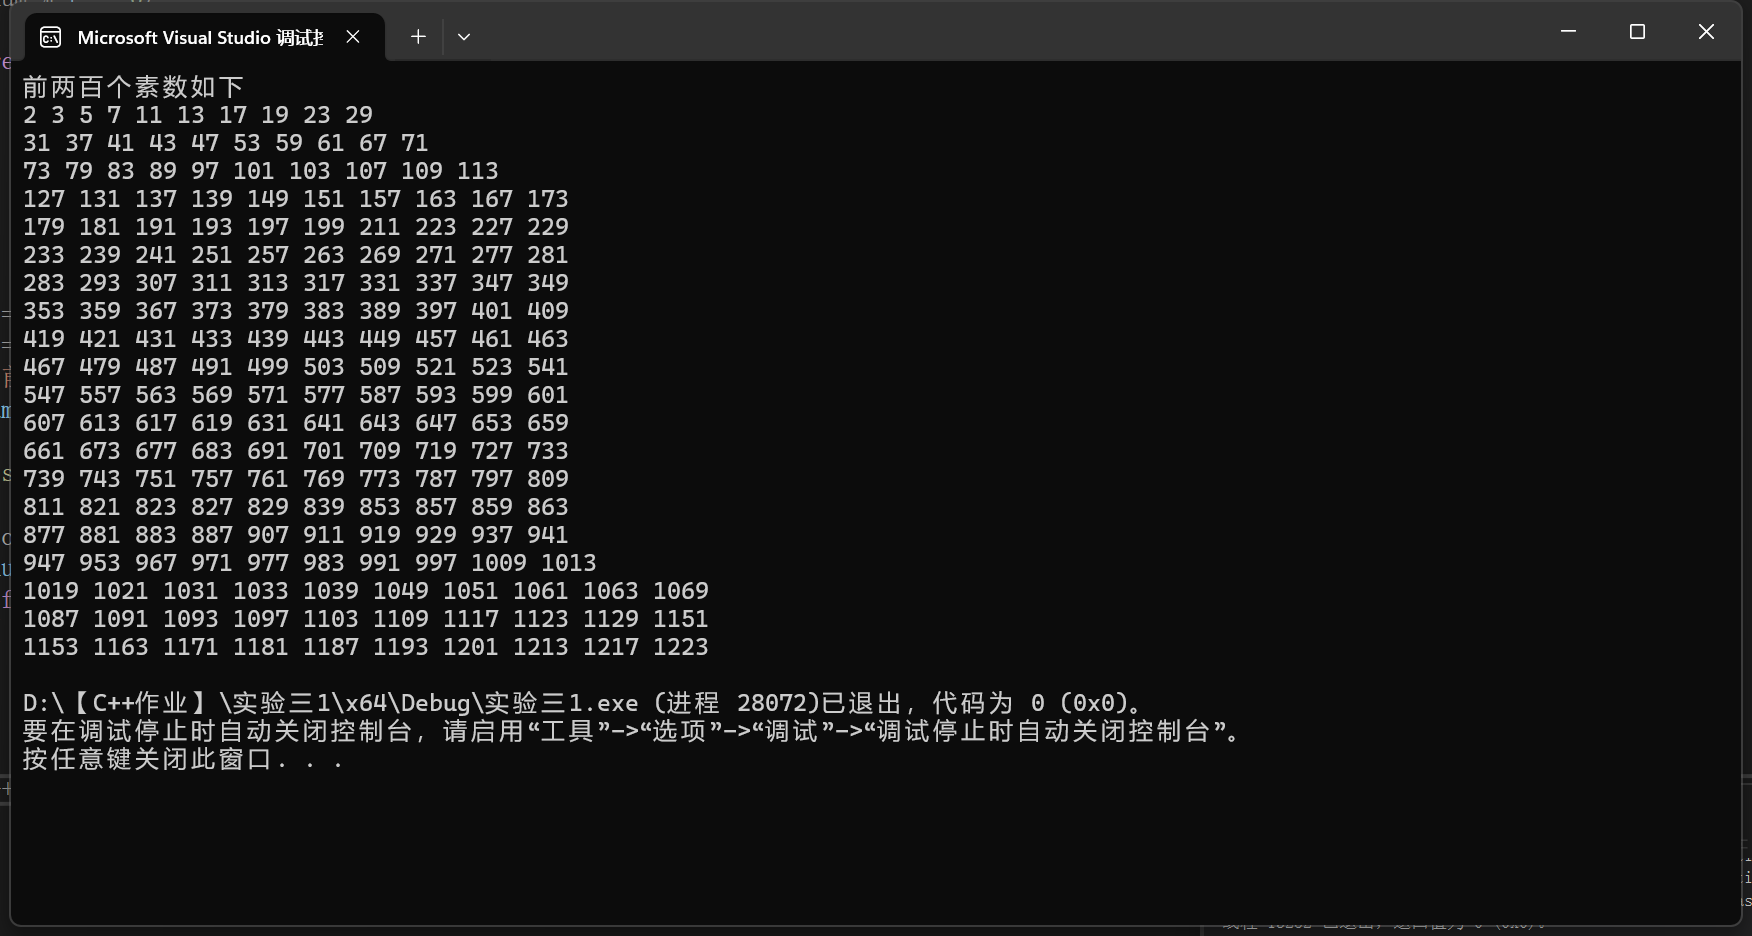 Microsoft Visual Studio 调试
前两百个素数如下
2 3 5 7 11 13 17 19 23 29
31 37 41 43 47 53 59 61 67 71
73 79 83 89 97 101 103 107 109 113
127 131 137 139 149 151 157 163 167 173
179 181 191 193 197 199 211 223 227 229
233 239 241 251 257 263 269 271 277 281
283 293 307 311 313 317 331 337 347 349
353 359 367 373 379 383 389 397 401 409
419 421 431 433 439 443 449 457 461 463
467 479 487 491 499 503 509 521 523 541
547 557 563 569 571 577 587 593 599 601
607 613 617 619 631 641 643 647 653 659
661 673 677 683 691 701 709 719 727 733
739 743 751 757 761 769 773 787 797 809
811 821 823 827 829 839 853 857 859 863
877 881 883 887 907 911 919 929 937 941
947 953 967 971 977 983 991 997 1009 1013
1019 1021 1031 1033 1039 1049 1051 1061 1063 1069
1087 1091 1093 1097 1103 1109 1117 1123 1129 1151
1153 1163 1171 1181 1187 1193 1201 1213 1217 1223
D:\【C++作业】\实验三1\x64\Debug\实验三1.exe (进程 28072)已退出，代码为 0 (0x0)。
要在调试停止时自动关闭控制台，请启用“工具”->“选项”->“调试”->“调试停止时自动关闭控制台”。
按任意键关闭此窗口. . .